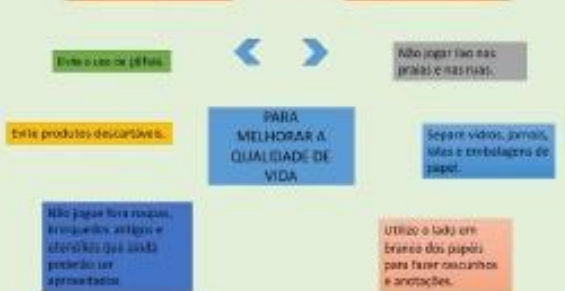 Evite o uso de pilhas.
Não jogar lixo nas
praias e nas ruas.
Evite produtos descartáveis.
PARA
MELHORAR A
QUALIDADE DE
VIDA
Separe vidros, jornais,
latas e embalagens de
papel.
Não jogue fora roupas,
brinquedos antigos e
utensílios que ainda
poderão ser
aproveitados.
Utilize o lado em
branco dos papéis
para fazer rascunhos
e anotações.